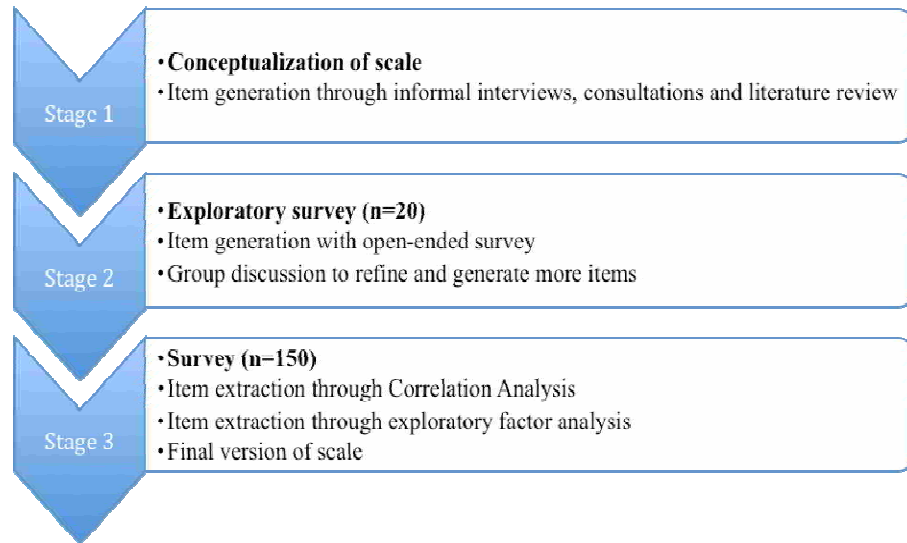 Stage 1
•Conceptualization of scale
•Item generation through informal interviews, consultations and literature review
Stage 2
•Exploratory survey (n=20)
•Item generation with open-ended survey
•Group discussion to refine and generate more items
Stage 3
•Survey (n=150)
•Item extraction through Correlation Analysis
•Item extraction through exploratory factor analysis
•Final version of scale